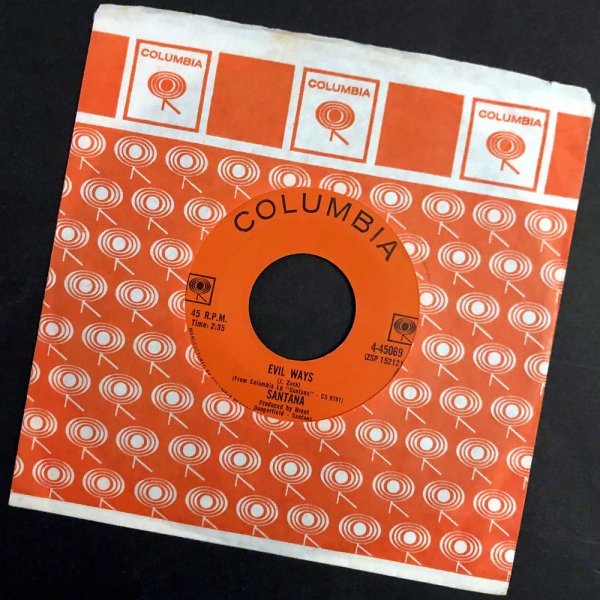 COLUMBIA
COLUMBIA
COLUMBIA
COLUMBIA
45 R.P.M.
Time: 2:35
4-45069
(ZSP 15212)
EVIL WAYS
(J. Zack)
(From Columbia Lp "Santana" - CS 9781)
SANTANA
Produced by Brent
Dangerfield - Santana